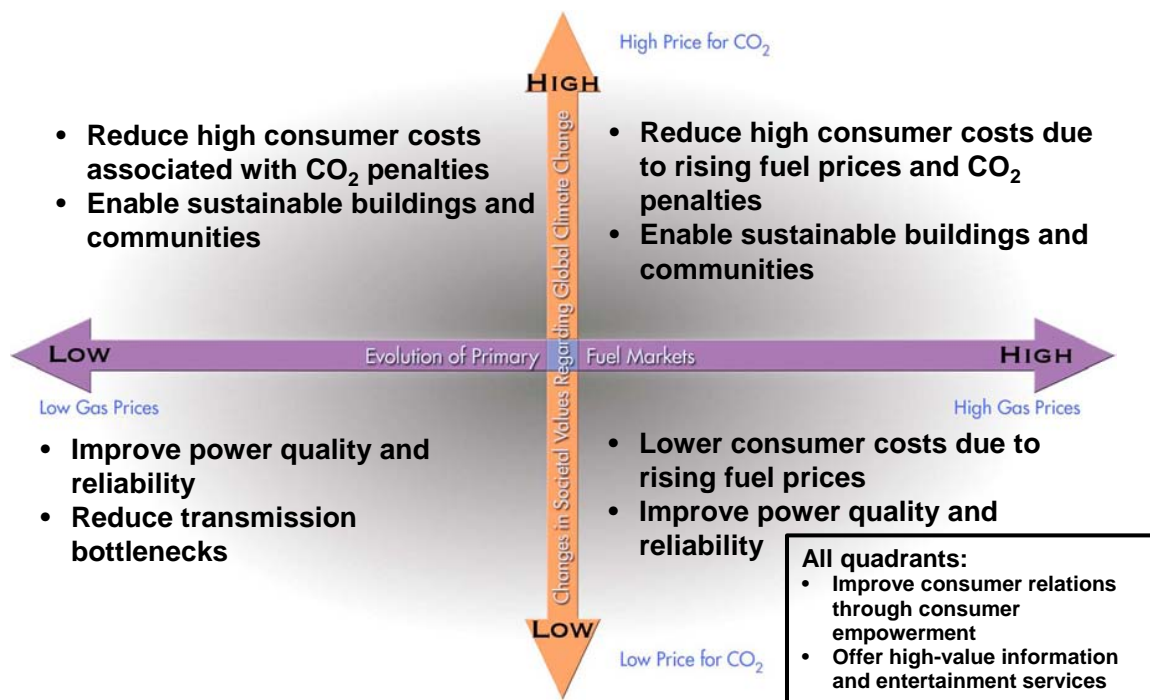 High Price for CO₂
HIGH
• Reduce high consumer costs
associated with CO₂ penalties
• Enable sustainable buildings and
communities
• Reduce high consumer costs due
to rising fuel prices and CO₂
penalties
• Enable sustainable buildings and
communities
Changes in Societal Values Regarding Global Climate Change
LOW
Evolution of Primary Fuel Markets
HIGH
Low Gas Prices
High Gas Prices
• Improve power quality and
reliability
• Reduce transmission
bottlenecks
• Lower consumer costs due to
rising fuel prices
• Improve power quality and
reliability
LOW
Low Price for CO₂
All quadrants:
• Improve consumer relations
through consumer
empowerment
• Offer high-value information
and entertainment services